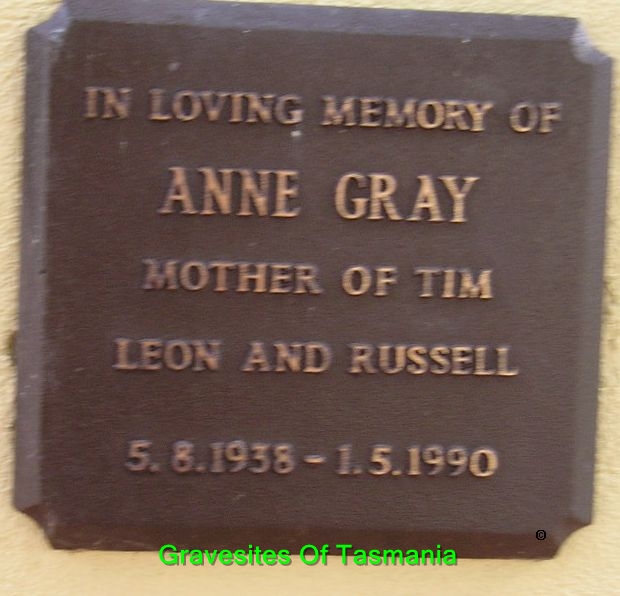 IN LOVING MEMORY OF
ANNE GRAY
MOTHER OF TIM
LEON AND RUSSELL
5.8.1938 - 1.5.1990
©
Gravesites Of Tasmania